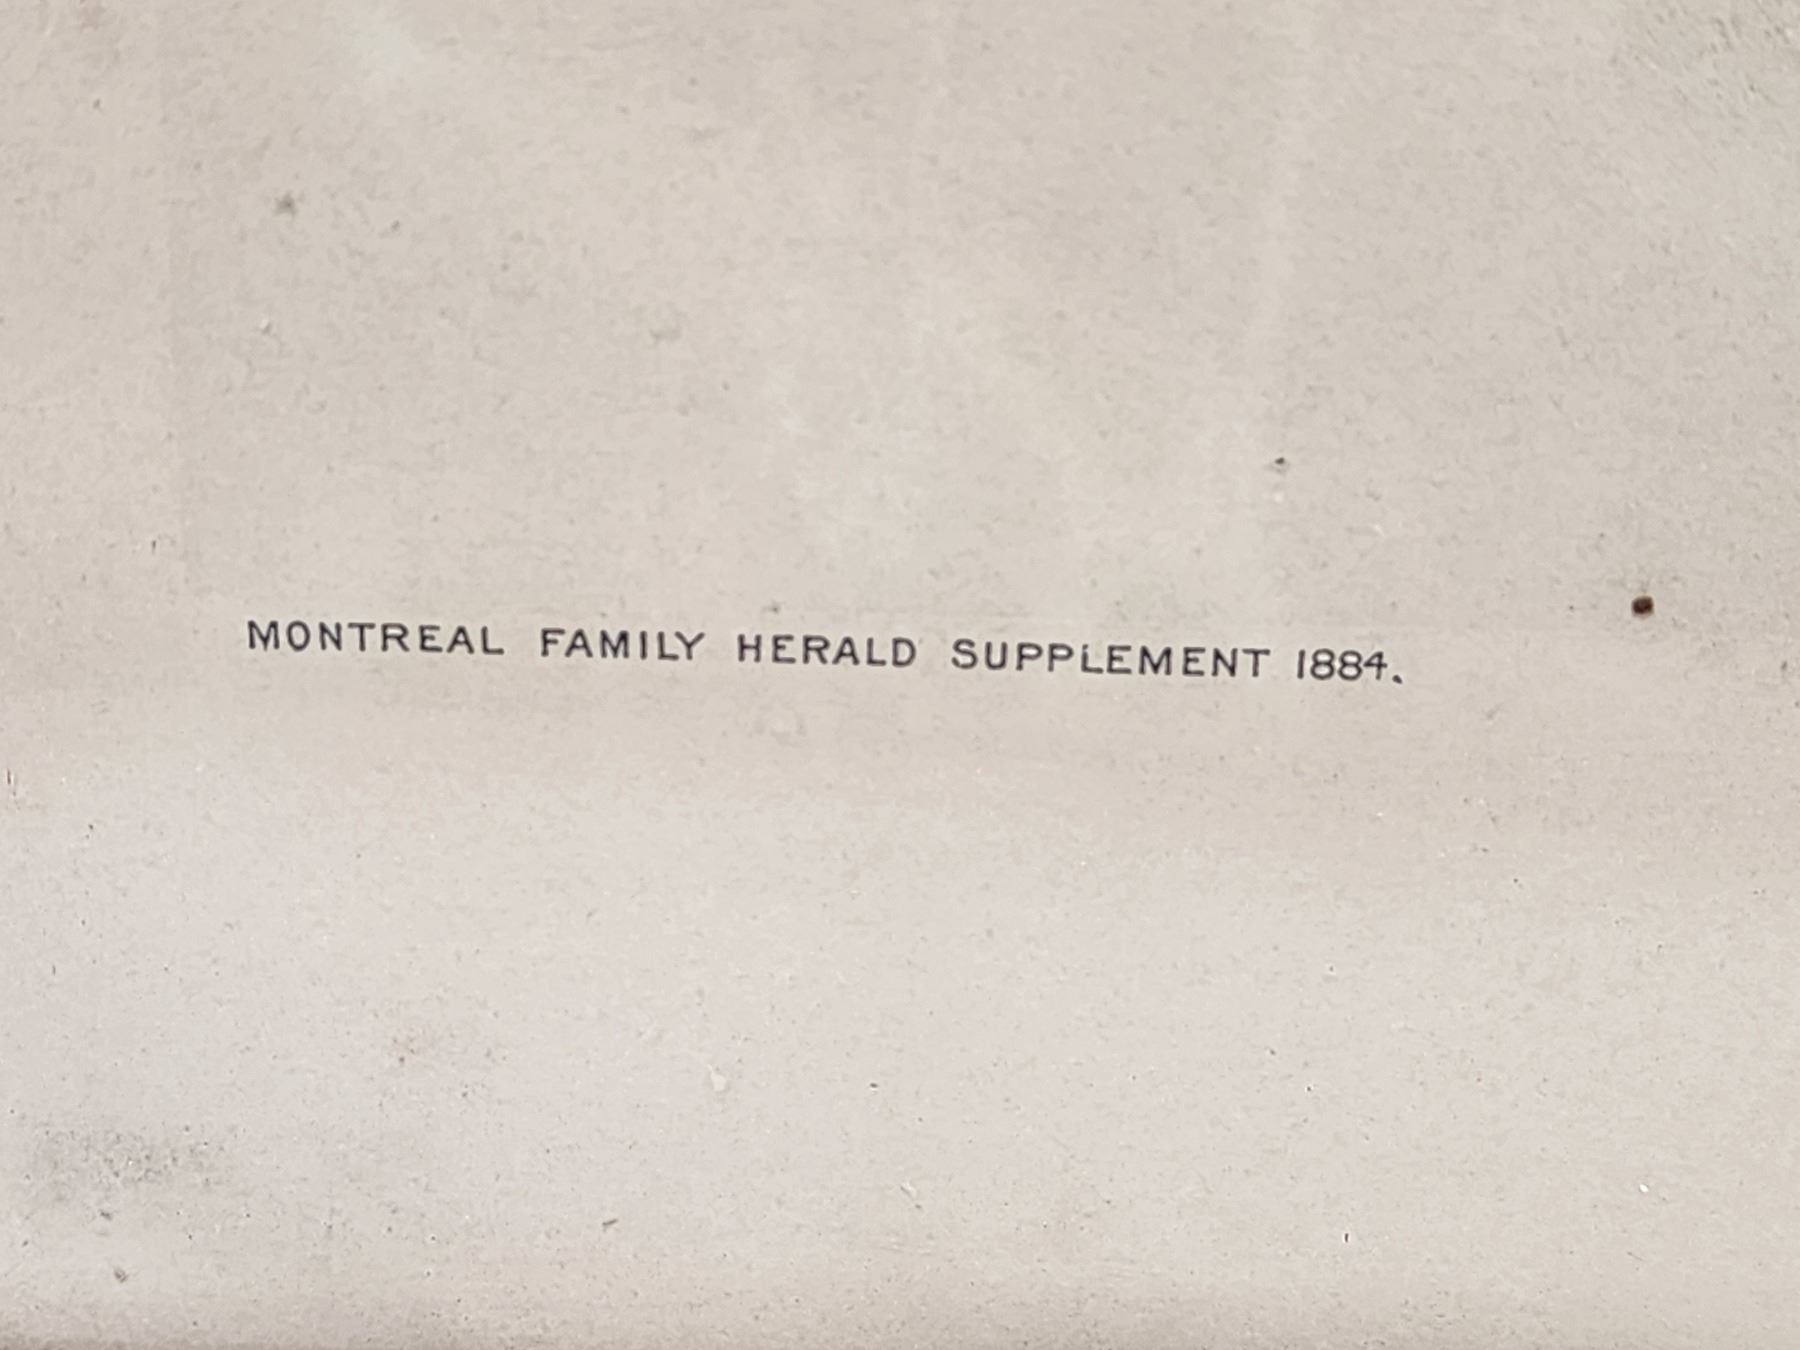 MONTREAL FAMILY HERALD SUPPLEMENT 1884.